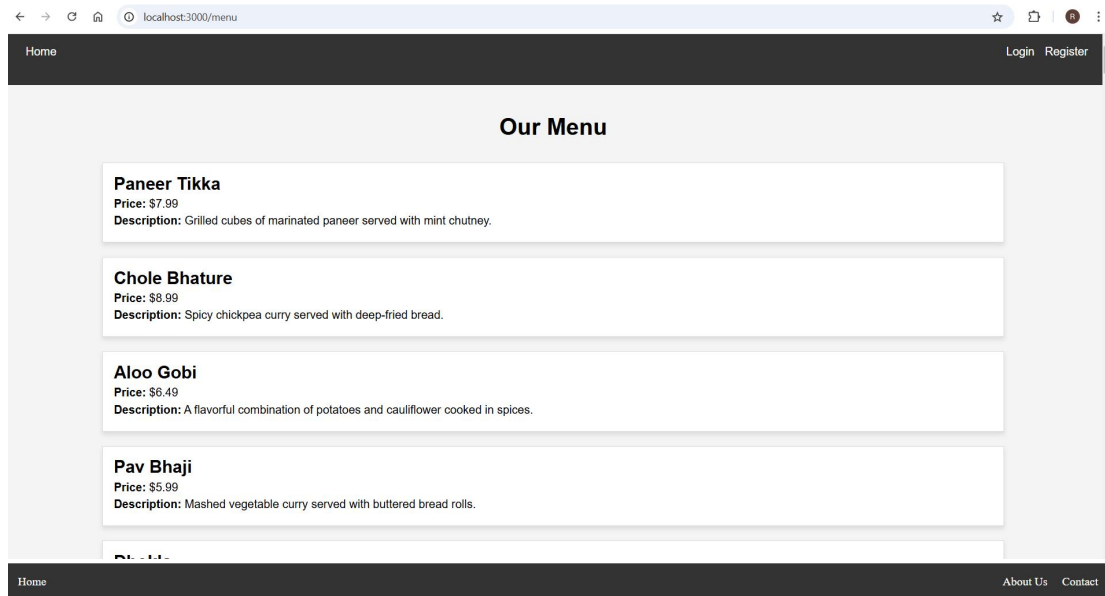 localhost:3000/menu
R
Home Login Register
Our Menu
Paneer Tikka
Price: $7.99
Description: Grilled cubes of marinated paneer served with mint chutney.
Chole Bhature
Price: $8.99
Description: Spicy chickpea curry served with deep-fried bread.
Aloo Gobi
Price: $6.49
Description: A flavorful combination of potatoes and cauliflower cooked in spices.
Pav Bhaji
Price: $5.99
Description: Mashed vegetable curry served with buttered bread rolls.
Home About Us Contact